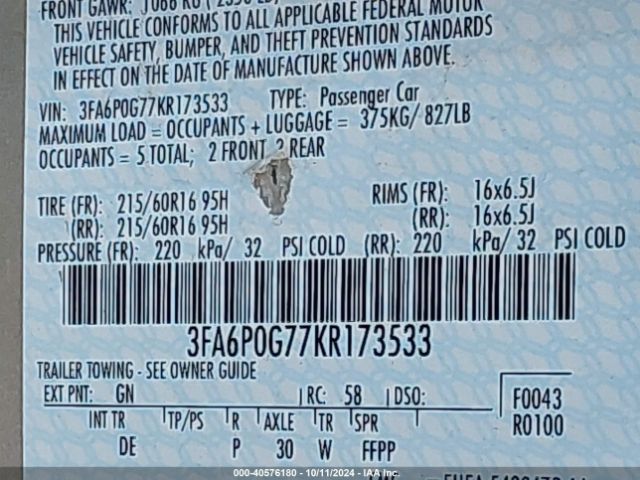 FRONT GAWR: 1066 KG
THIS VEHICLE CONFORMS TO ALL APPLICABLE FEDERAL MOTOR
VEHICLE SAFETY, BUMPER, AND THEFT PREVENTION STANDARDS
IN EFFECT ON THE DATE OF MANUFACTURE SHOWN ABOVE.
VIN: 3FA6P0G77KR173533 TYPE: Passenger Car
MAXIMUM LOAD = OCCUPANTS + LUGGAGE = 375KG/ 827LB
OCCUPANTS = 5 TOTAL; 2 FRONT 3 REAR
TIRE (FR): 215/60R16 95H RIMS (FR): 16x6.5J
(RR): 215/60R16 95H (RR): 16x6.5J
PRESSURE (FR): 220 kPa/ 32 PSI COLD (RR): 220 kPa/ 32 PSI COLD
3FA6P0G77KR173533
TRAILER TOWING - SEE OWNER GUIDE
EXT PNT: GN RC: 58 DSO: F0043
INT TR TP/PS R AXLE TR SPR R0100
DE P 30 W FFPP
000-40576180 - 10/11/2024 - IAA Inc.